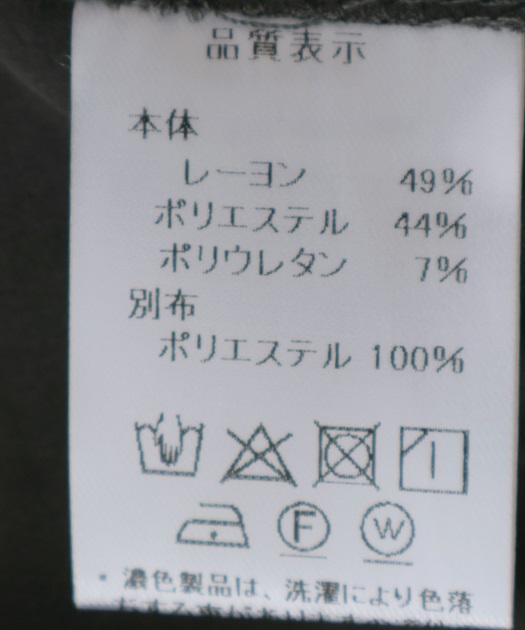 品質表示
本体
レーヨン 49%
ポリエステル 44%
ポリウレタン 7%
別布
ポリエステル 100%
F W
・濃色製品は、洗濯により色落